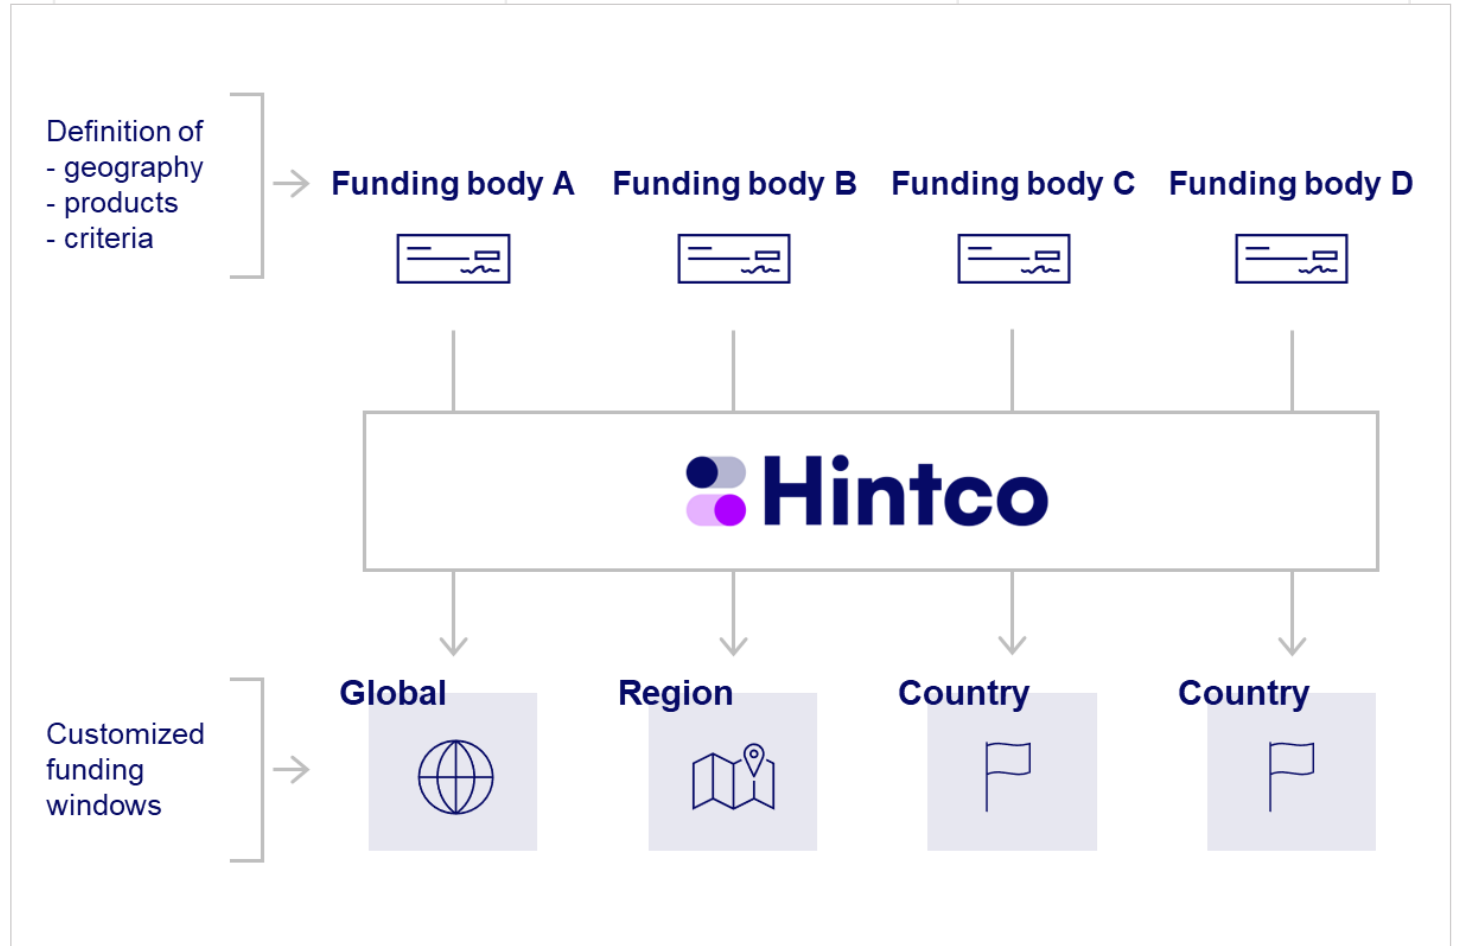 Definition of
- geography
- products
- criteria
Funding body A
Funding body B
Funding body C
Funding body D
Hintco
Customized
funding
windows
Global
Region
Country
Country